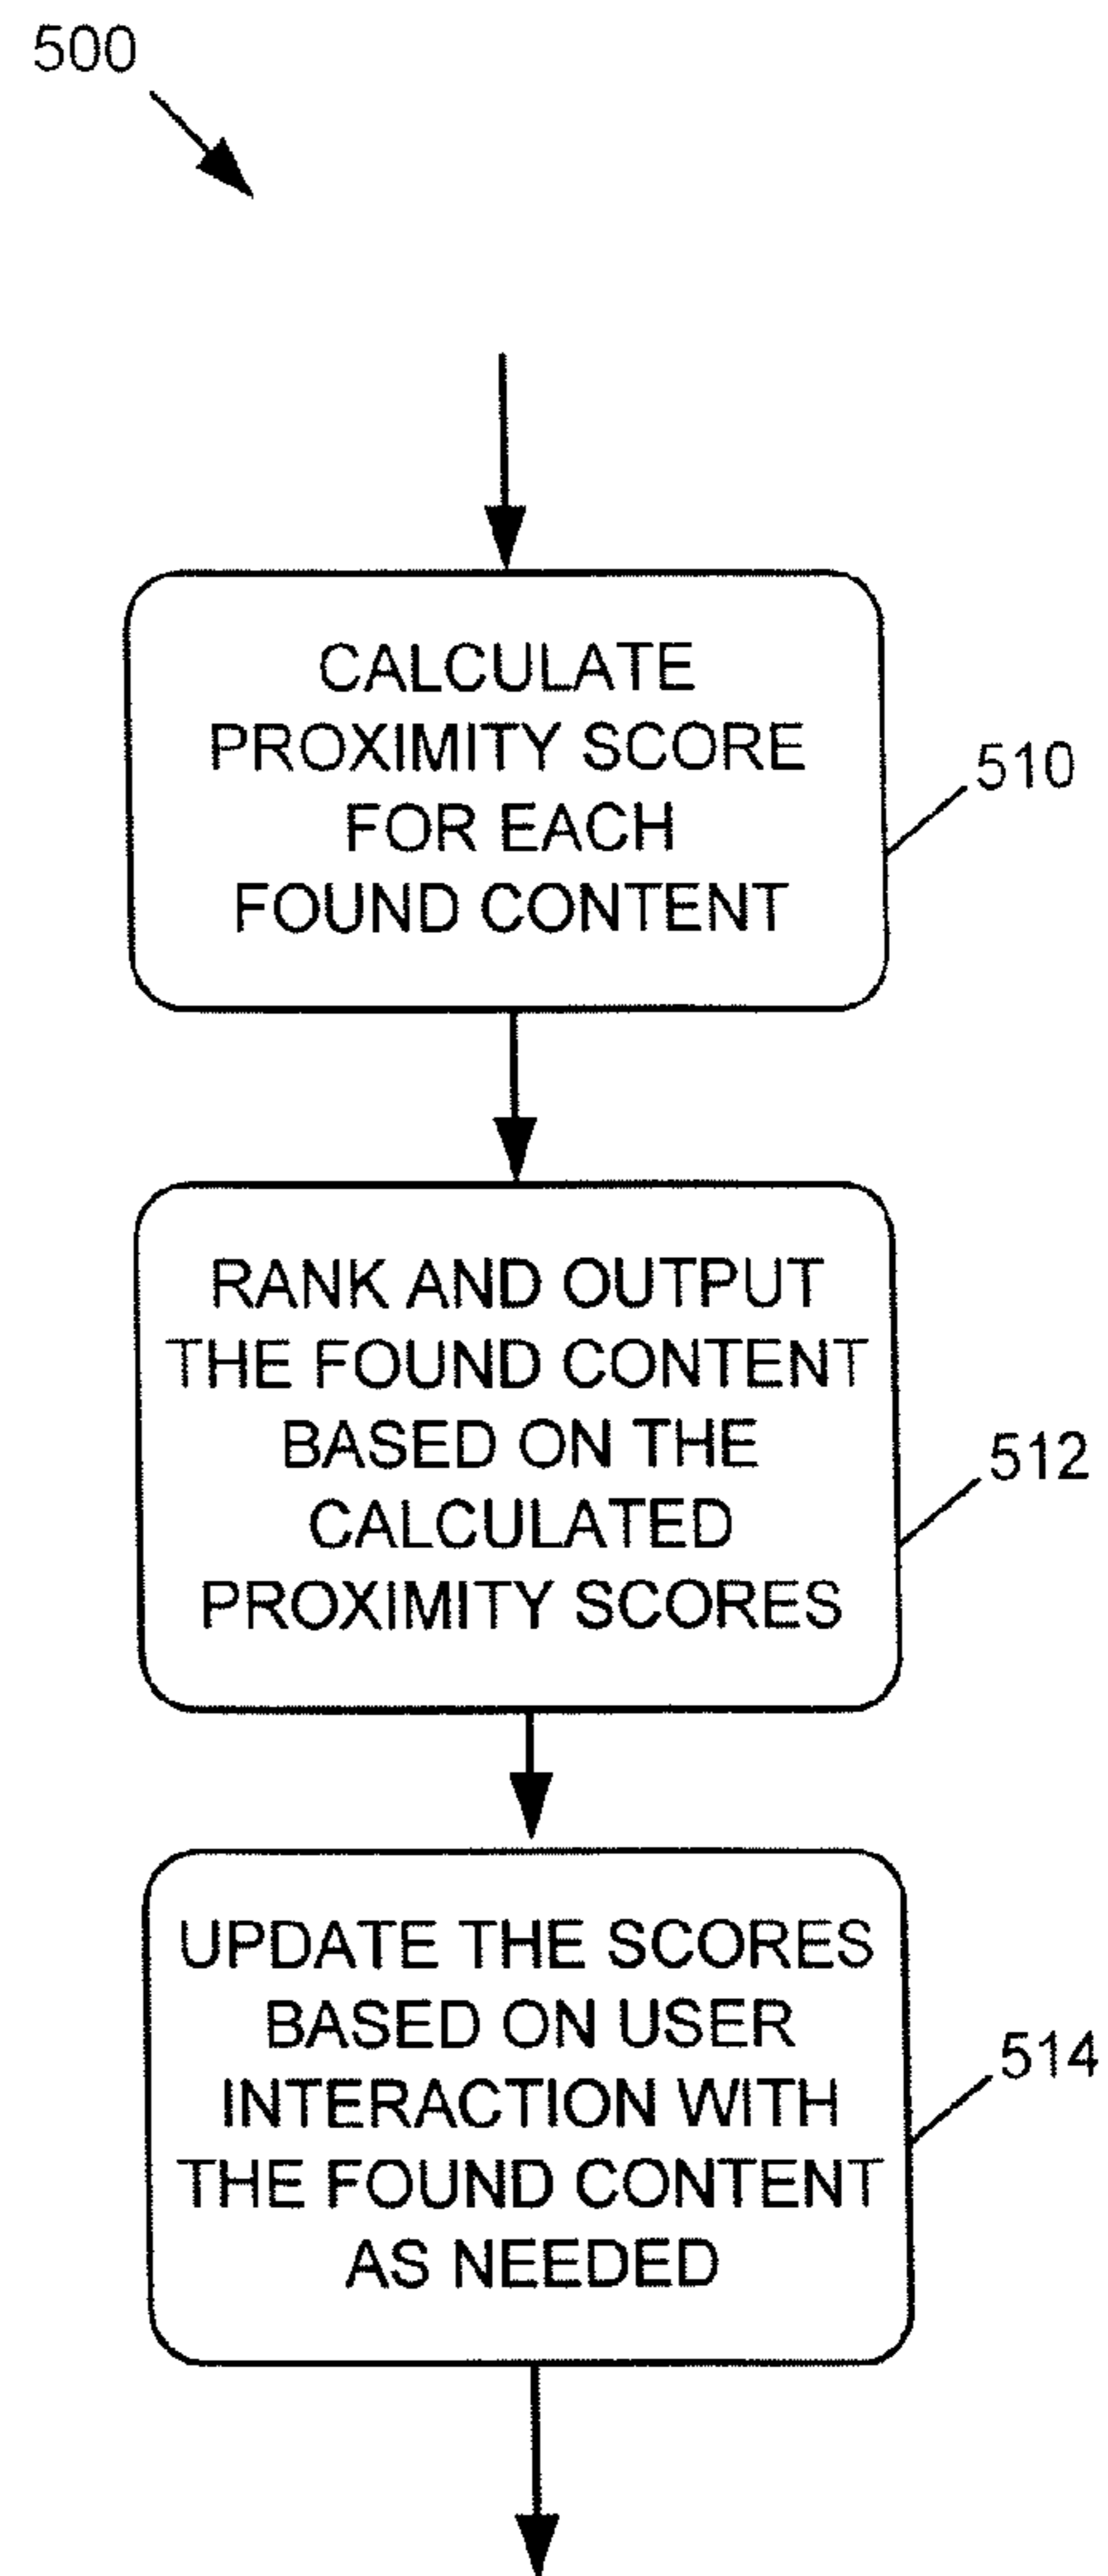 500
CALCULATE
PROXIMITY SCORE
FOR EACH
FOUND CONTENT
510
RANK AND OUTPUT
THE FOUND CONTENT
BASED ON THE
CALCULATED
PROXIMITY SCORES
512
UPDATE THE SCORES
BASED ON USER
INTERACTION WITH
THE FOUND CONTENT
AS NEEDED
514